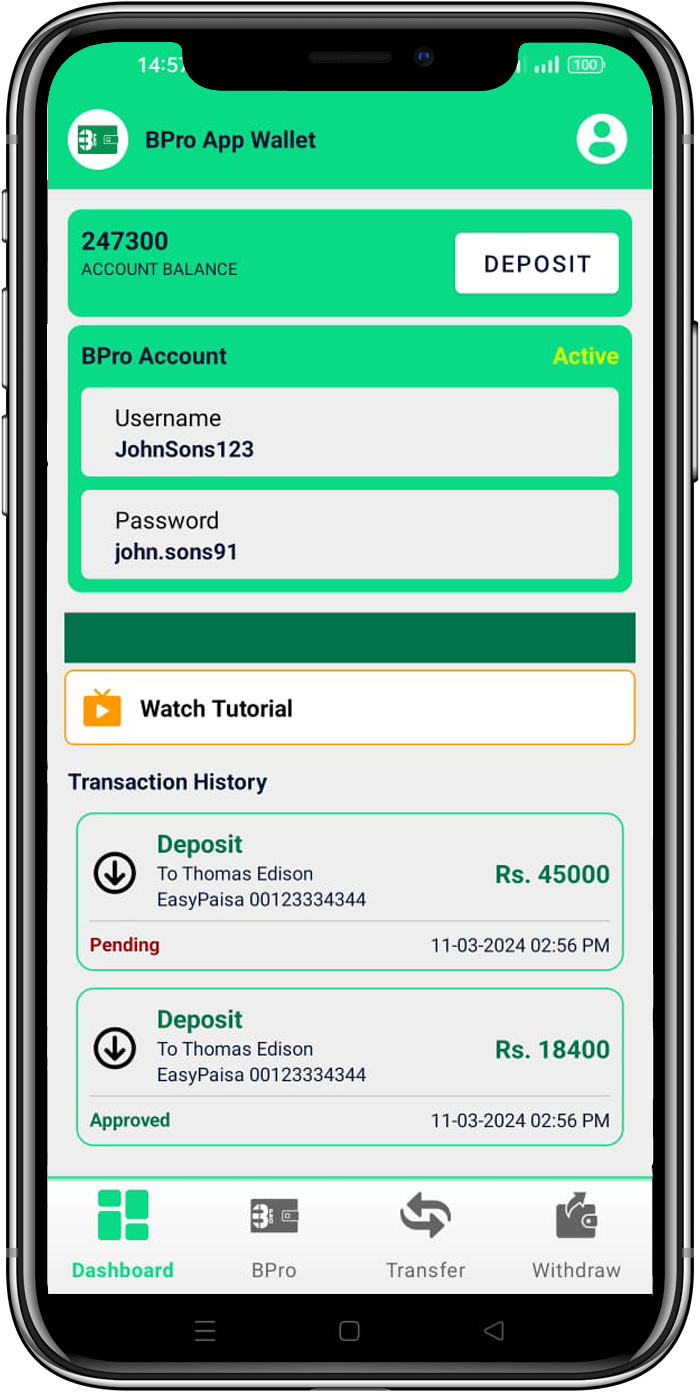 14:57
100
BPro App Wallet
247300
ACCOUNT BALANCE
DEPOSIT
BPro Account
Active
Username
JohnSons123
Password
john.sons91
Watch Tutorial
Transaction History
Deposit
To Thomas Edison
Rs. 45000
EasyPaisa 00123334344
Pending
11-03-2024 02:56 PM
Deposit
To Thomas Edison
Rs. 18400
EasyPaisa 00123334344
Approved
11-03-2024 02:56 PM
Dashboard
BPro
Transfer
Withdraw